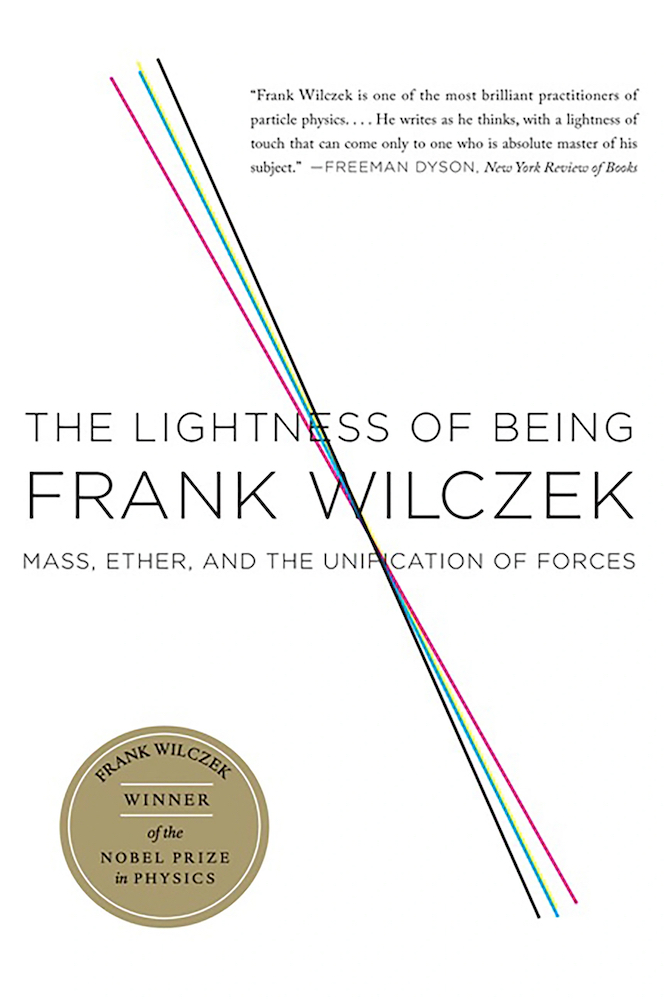 “Frank Wilczek is one of the most brilliant practitioners of
particle physics. . . . He writes as he thinks, with a lightness of
touch that can come only to one who is absolute master of his
subject.” —FREEMAN DYSON, New York Review of Books
THE LIGHTNESS OF BEING
FRANK WILCZEK
MASS, ETHER, AND THE UNIFICATION OF FORCES
FRANK WILCZEK
WINNER
of the
NOBEL PRIZE
in PHYSICS